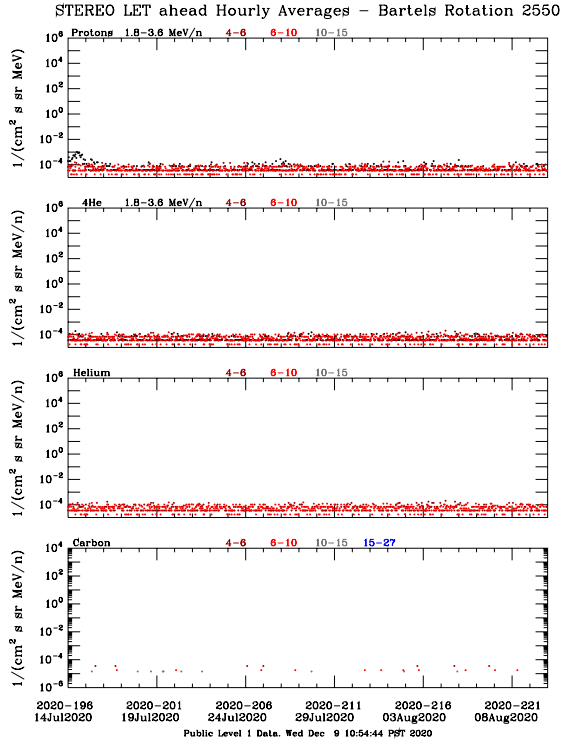 STEREO LET ahead Hourly Averages - Bartels Rotation 2550
Protons 1.8-3.6 MeV/n 4-6 6-10 10-15
10^6
10^4
10^2
10^0
10^-2
10^-4
1/(cm^2 s sr MeV)
4He 1.8-3.6 MeV/n 4-6 6-10 10-15
10^6
10^4
10^2
10^0
10^-2
10^-4
1/(cm^2 s sr MeV/n)
Helium 4-6 6-10 10-15
10^6
10^4
10^2
10^0
10^-2
10^-4
1/(cm^2 s sr MeV/n)
Carbon 4-6 6-10 10-15 15-27
10^4
10^2
10^0
10^-2
10^-4
10^-6
1/(cm^2 s sr MeV/n)
2020-196 2020-201 2020-206 2020-211 2020-216 2020-221
14Jul2020 19Jul2020 24Jul2020 29Jul2020 03Aug2020 08Aug2020
Public Level 1 Data. Wed Dec 9 10:54:44 PST 2020